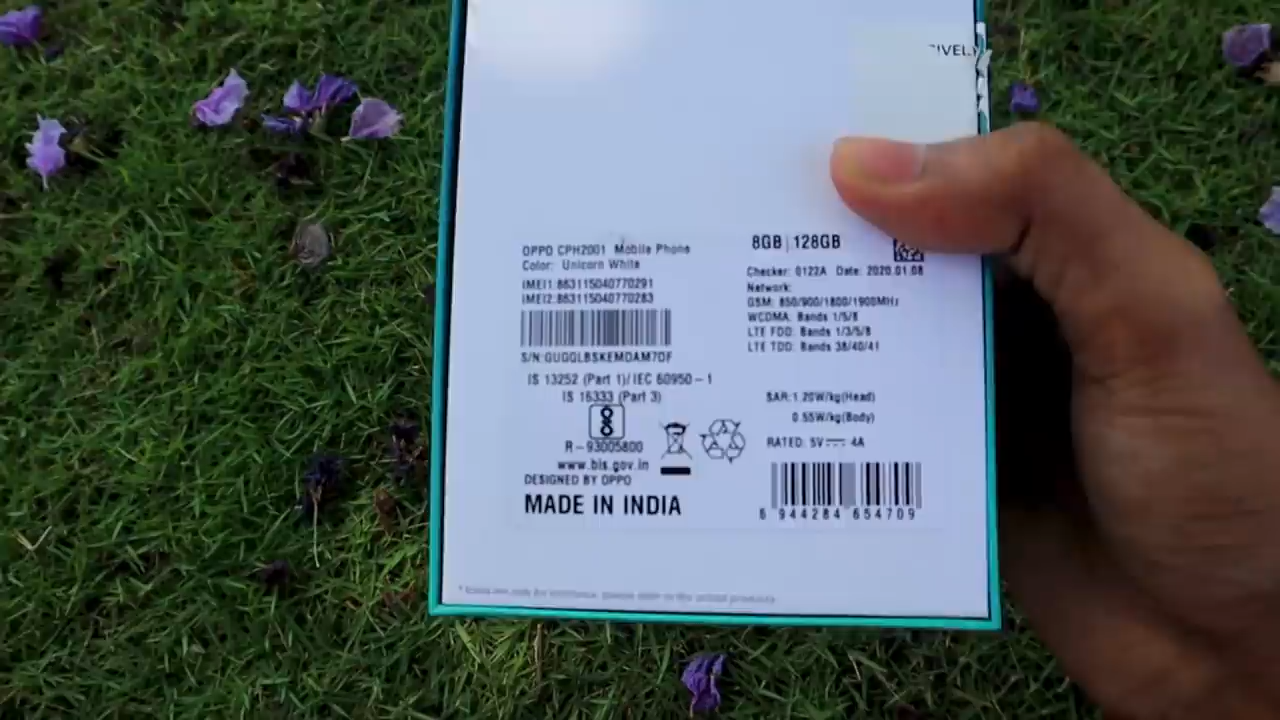 OPPO CPH2001 Mobile Phone
Color: Unicorn White
IMEI1:863115040770291
IMEI2:863115040770283
S/N:GUGGLBSKEMDAM7DF
IS 13252 (Part 1)/IEC 60950-1
IS 16333 (Part 3)
R-93005800
www.bis.gov.in
DESIGNED BY OPPO
MADE IN INDIA
8GB | 128GB
Checker: 0122A Date: 2020.01.08
Network:
GSM: 850/900/1800/1900MHz
WCDMA: Bands 1/5/8
LTE FDD: Bands 1/3/5/8
LTE TDD: Bands 38/40/41
SAR:1.20W/kg(Head)
0.55W/kg(Body)
RATED: 5V⎓4A
6 944284 654709